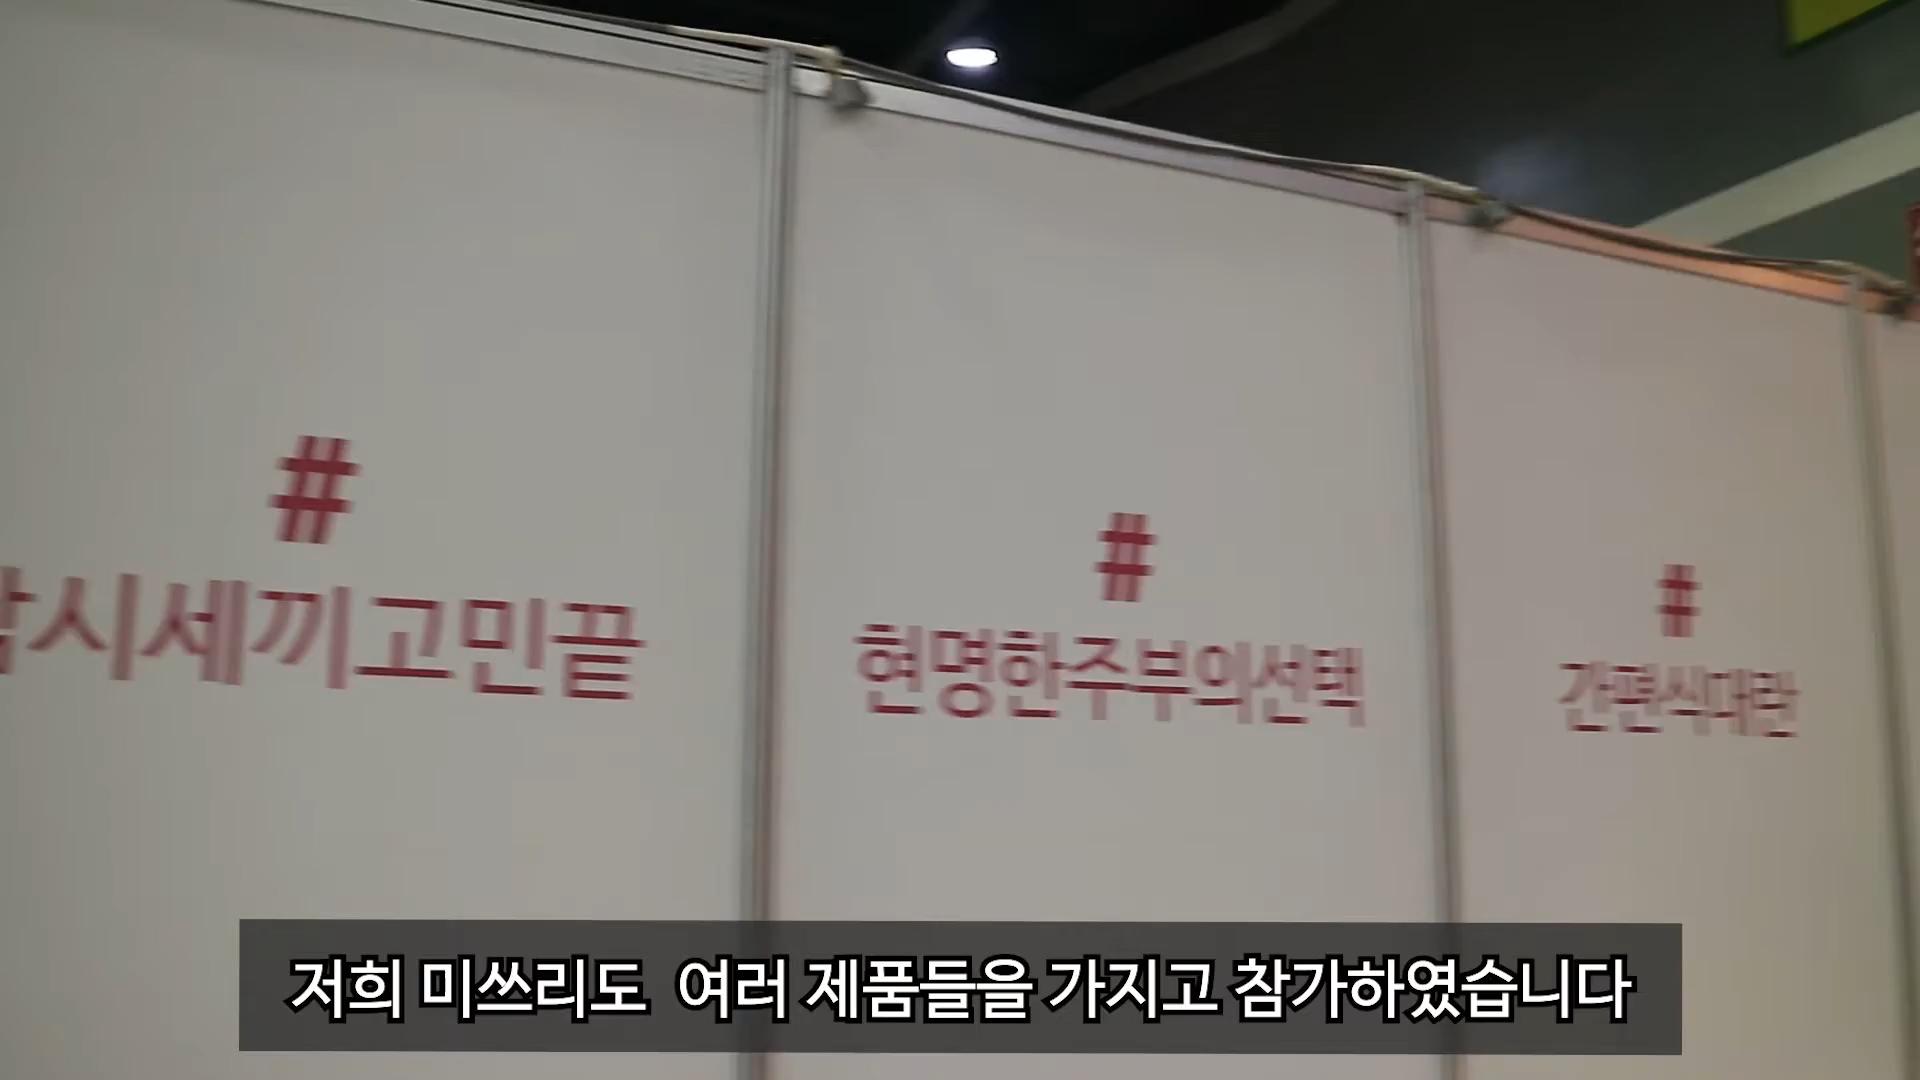 #
시세끼고민끝
#
현명한주부의선택
#
간편식대란
저희 미쓰리도 여러 제품들을 가지고 참가하였습니다